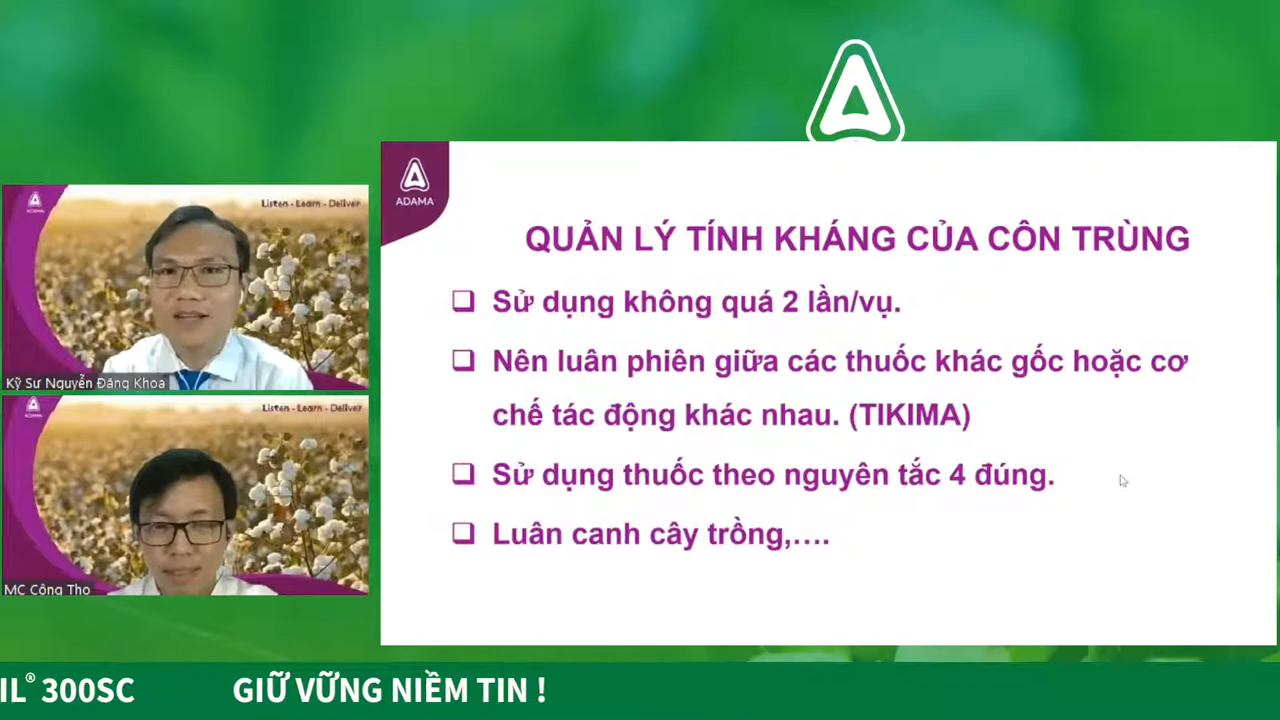 ADAMA
Listen - Learn - Deliver
Kỹ Sư Nguyễn Đăng Khoa
ADAMA
Listen - Learn - Deliver
MC Công Thọ
ADAMA
QUẢN LÝ TÍNH KHÁNG CỦA CÔN TRÙNG
❑ Sử dụng không quá 2 lần/vụ.
❑ Nên luân phiên giữa các thuốc khác gốc hoặc cơ
chế tác động khác nhau. (TIKIMA)
❑ Sử dụng thuốc theo nguyên tắc 4 đúng.
❑ Luân canh cây trồng,....
IL® 300SC GIỮ VỮNG NIỀM TIN !